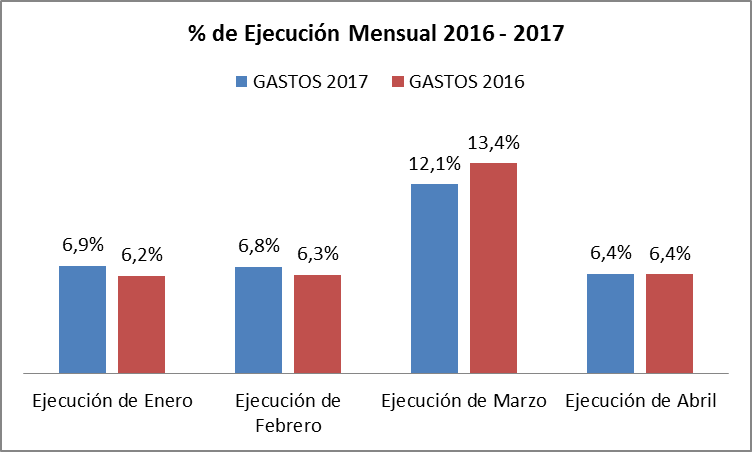 % de Ejecución Mensual 2016 - 2017
GASTOS 2017 GASTOS 2016
6,9% 6,2% 6,8% 6,3% 12,1% 13,4% 6,4% 6,4%
Ejecución de Enero Ejecución de Febrero Ejecución de Marzo Ejecución de Abril